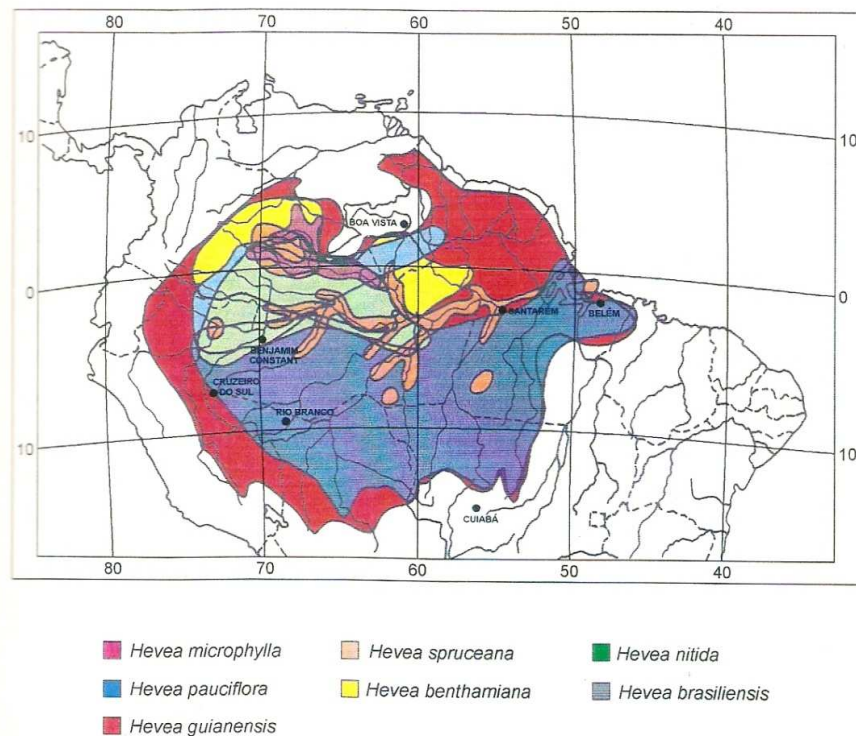 80 70 60 50 40
10 10
BOA VISTA
0 0
SANTARÉM BELÉM
BENJAMIM
CONSTANT
CRUZEIRO
DO SUL
RIO BRANCO
10 10
CUIABÁ
80 70 60 50 40
Hevea microphylla Hevea spruceana Hevea nitida
Hevea pauciflora Hevea benthamiana Hevea brasiliensis
Hevea guianensis